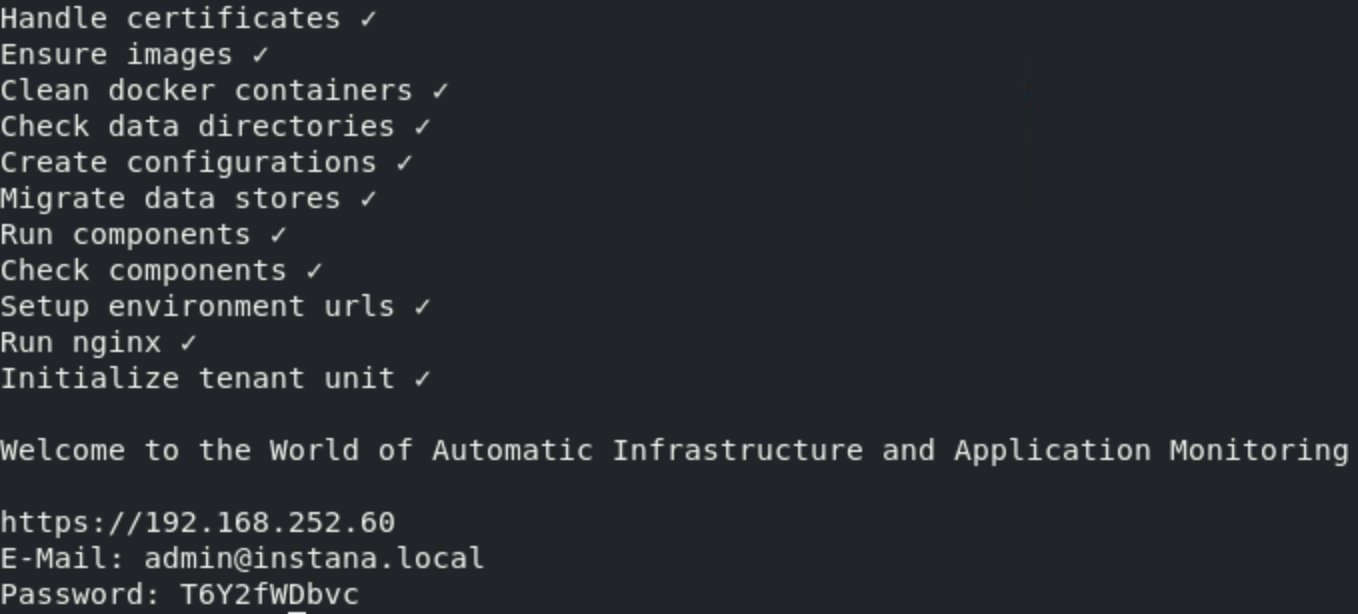 Handle certificates ✓
Ensure images ✓
Clean docker containers ✓
Check data directories ✓
Create configurations ✓
Migrate data stores ✓
Run components ✓
Check components ✓
Setup environment urls ✓
Run nginx ✓
Initialize tenant unit ✓
Welcome to the World of Automatic Infrastructure and Application Monitoring
https://192.168.252.60
E-Mail: admin@instana.local
Password: T6Y2fWDbvc